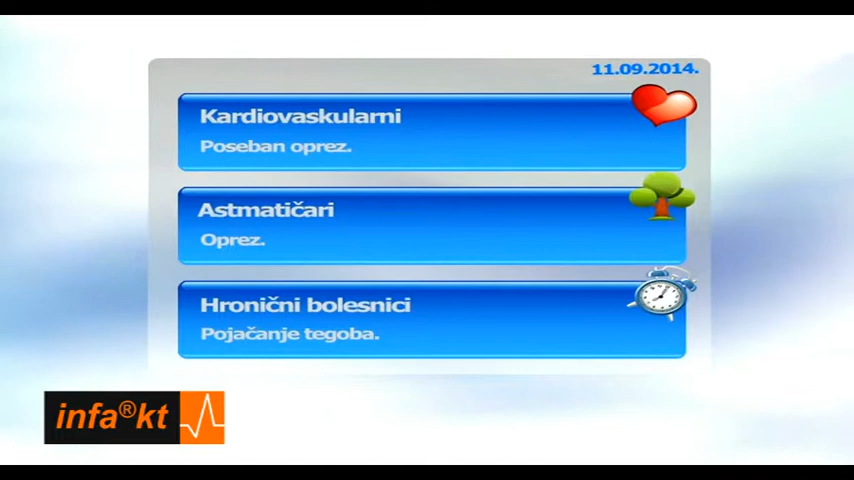 11.09.2014.
Kardiovaskularni
Poseban oprez.
Astmatičari
Oprez.
Hronični bolesnici
Pojačanje tegoba.
infa®kt